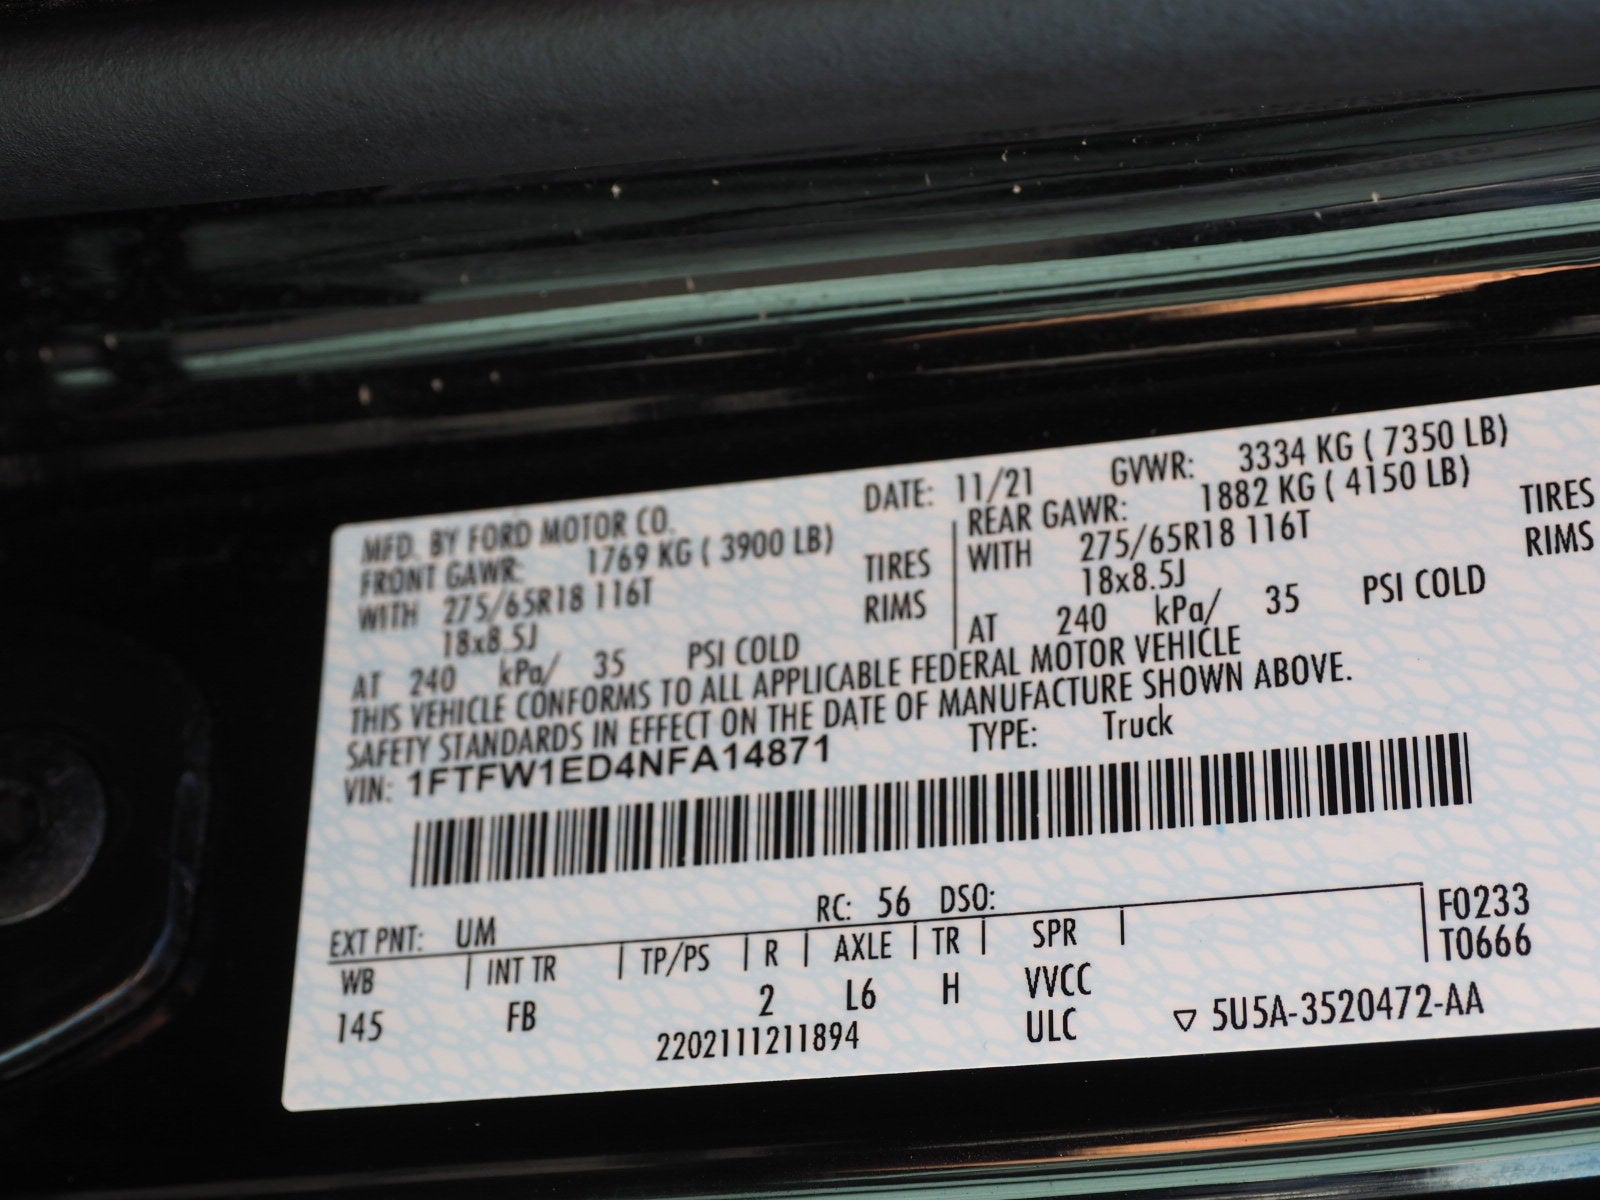 MFD. BY FORD MOTOR CO. DATE: 11/21 GVWR: 3334 KG ( 7350 LB)
FRONT GAWR: 1769 KG ( 3900 LB) REAR GAWR: 1882 KG ( 4150 LB)
WITH 275/65R18 116T TIRES WITH 275/65R18 116T TIRES
18x8.5J RIMS 18x8.5J RIMS
AT 240 kPa/ 35 PSI COLD AT 240 kPa/ 35 PSI COLD
THIS VEHICLE CONFORMS TO ALL APPLICABLE FEDERAL MOTOR VEHICLE
SAFETY STANDARDS IN EFFECT ON THE DATE OF MANUFACTURE SHOWN ABOVE.
VIN: 1FTFW1ED4NFA14871 TYPE: Truck
EXT PNT: UM RC: 56 DSO: F0233
WB INT TR TP/PS R AXLE TR SPR T0666
145 FB 2 L6 H VVCC
2202111211894 ULC ▽ 5U5A-3520472-AA